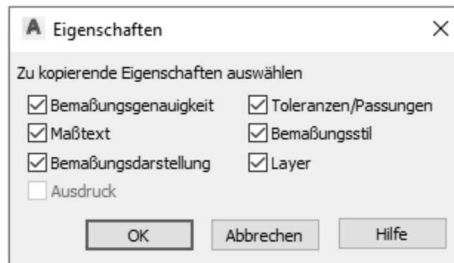 A Eigenschaften
Zu kopierende Eigenschaften auswählen
Bemaßungsgenauigkeit Toleranzen/Passungen
Maßtext Bemaßungsstil
Bemaßungsdarstellung Layer
Ausdruck
OK Abbrechen Hilfe